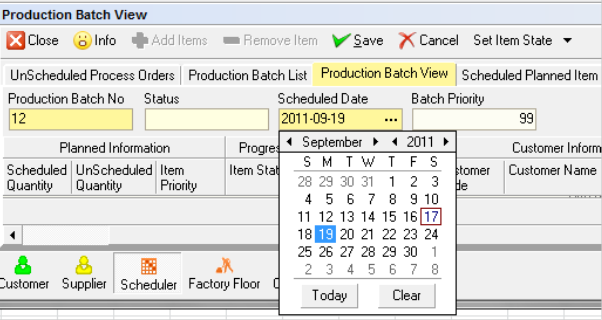 Production Batch View
Close Info Add Items Remove Item Save Cancel Set Item State
UnScheduled Process Orders Production Batch List Production Batch View Scheduled Planned Item
Production Batch No Status Scheduled Date Batch Priority
12 2011-09-19 ... 99
Planned Information Progre Customer Inform
September 2011
Scheduled Quantity UnScheduled Quantity Item Priority Item Stat stomer de Customer Name
S M T W T F S
28 29 30 31 1 2 3
4 5 6 7 8 9 10
11 12 13 14 15 16 17
18 19 20 21 22 23 24
25 26 27 28 29 30 1
2 3 4 5 6 7 8
Today Clear
Customer Supplier Scheduler Factory Floor